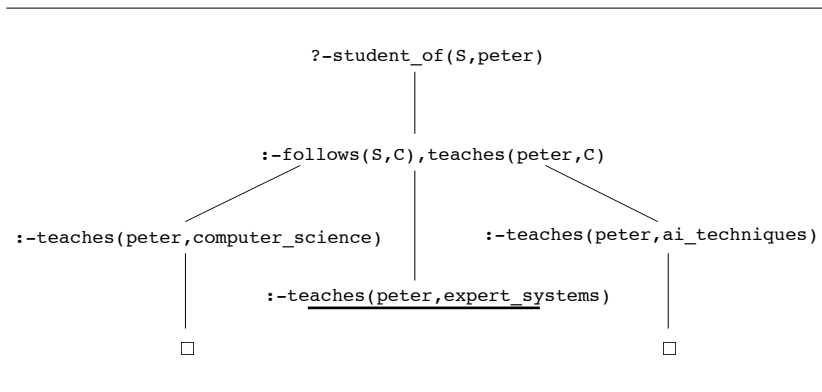 ?-student_of(S,peter)
:-follows(S,C),teaches(peter,C)
:-teaches(peter,computer_science)
:-teaches(peter,ai_techniques)
:-teaches(peter,expert_systems)